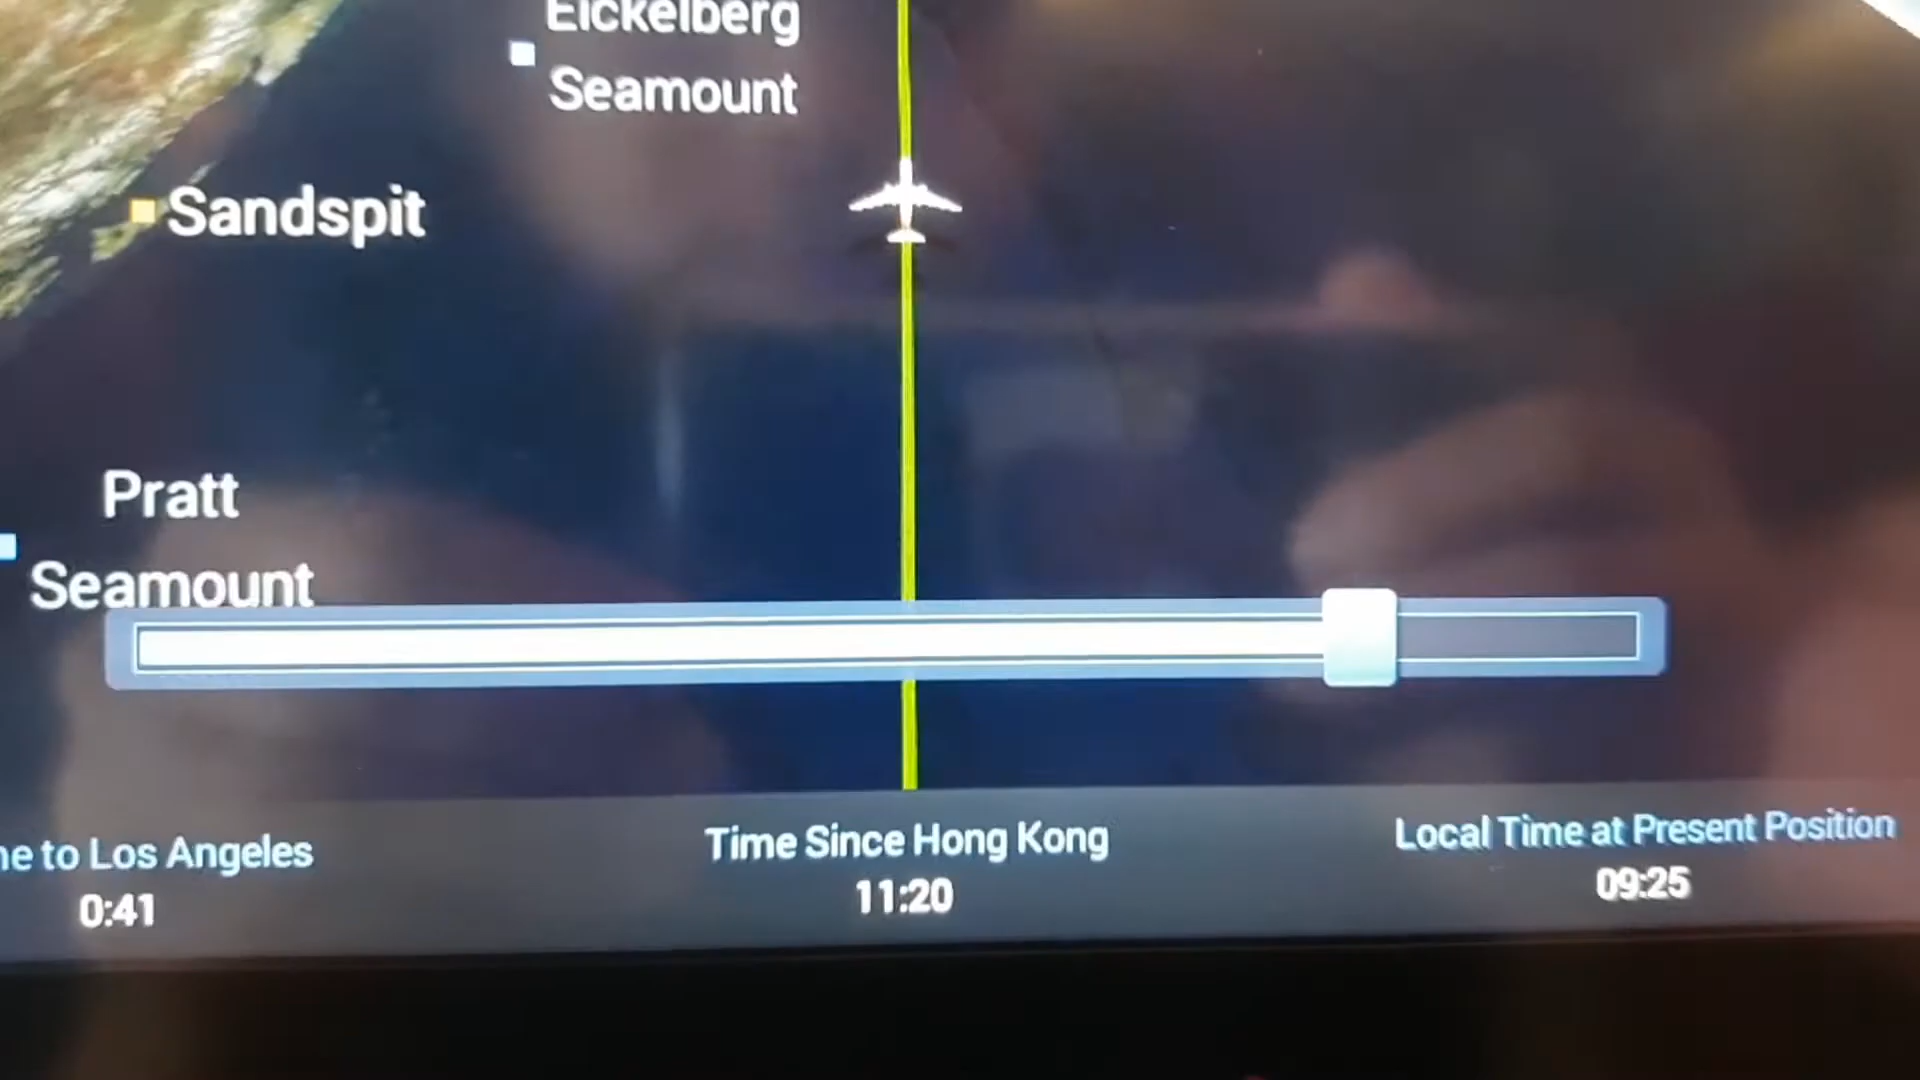 Eickelberg
Seamount
Sandspit
Pratt
Seamount
to Los Angeles
0:41
Time Since Hong Kong
11:20
Local Time at Present Position
09:25